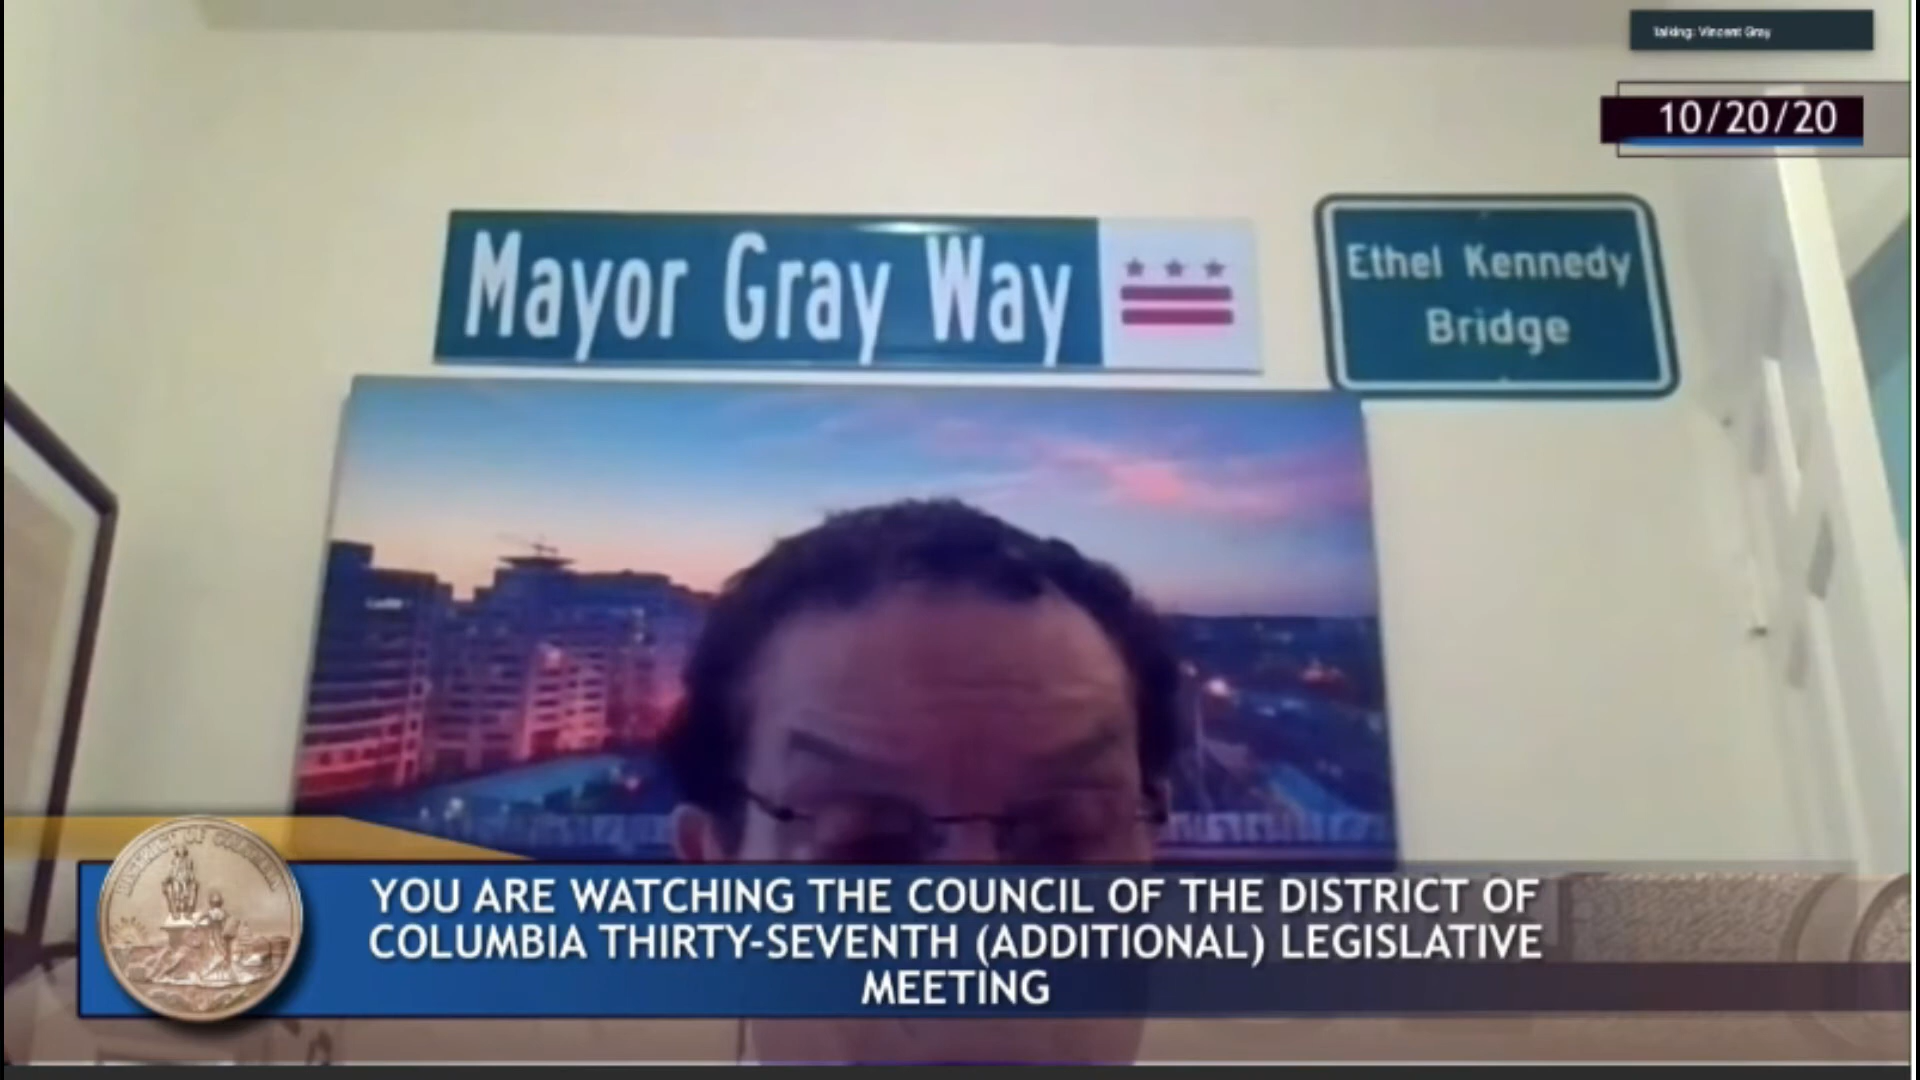 Talking: Vincent Gray
10/20/20
Mayor Gray Way
Ethel Kennedy
Bridge
YOU ARE WATCHING THE COUNCIL OF THE DISTRICT OF
COLUMBIA THIRTY-SEVENTH (ADDITIONAL) LEGISLATIVE
MEETING